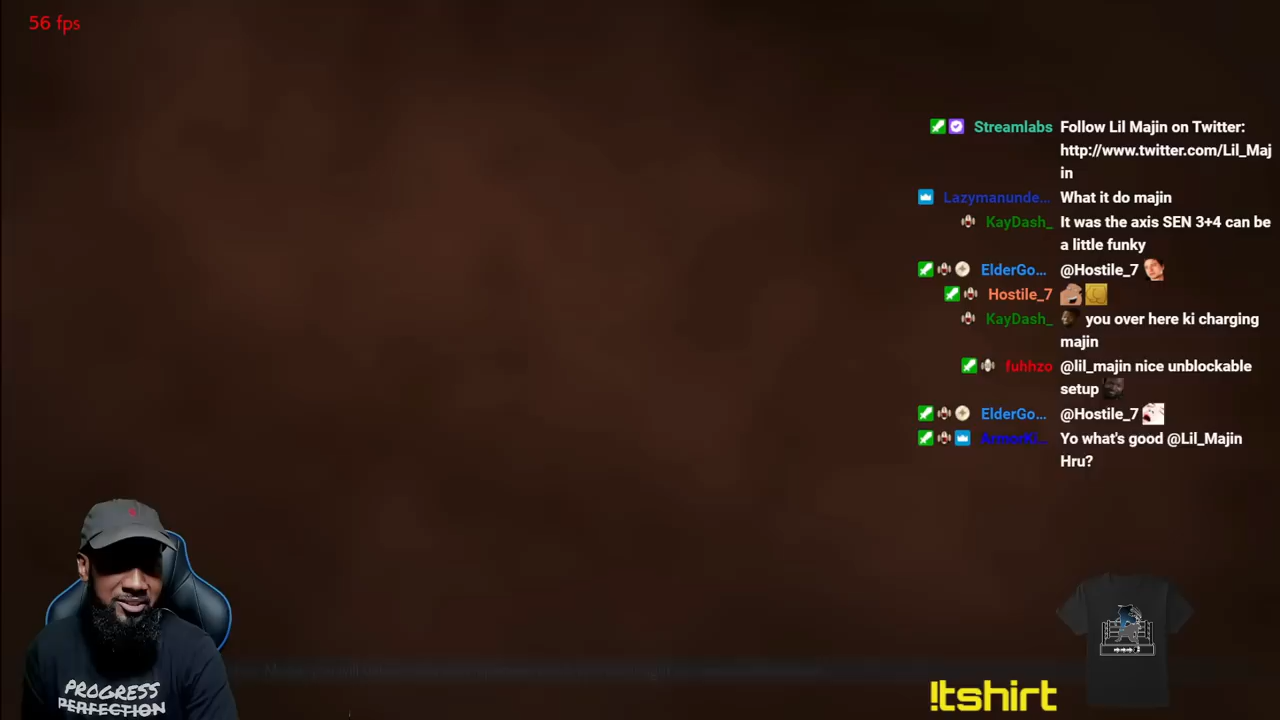 56 fps
Streamlabs Follow Lil Majin on Twitter:
http://www.twitter.com/Lil_Maj
in
Lazymanunde... What it do majin
KayDash_ It was the axis SEN 3+4 can be
a little funky
ElderGo... @Hostile_7
Hostile_7
KayDash_ you over here ki charging
majin
fuhhzo @lil_majin nice unblockable
setup
ElderGo... @Hostile_7
ArmorKi... Yo what's good @Lil_Majin
Hru?
PROGRESS
PERFECTION
!tshirt